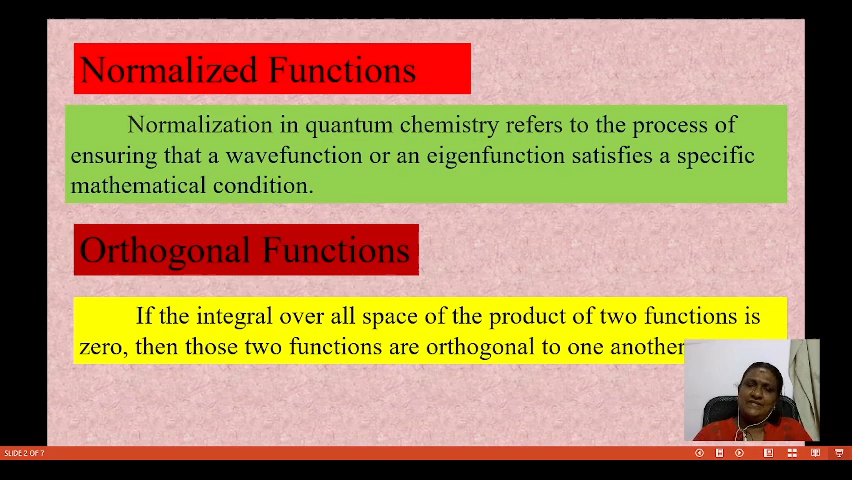 Normalized Functions
Normalization in quantum chemistry refers to the process of
ensuring that a wavefunction or an eigenfunction satisfies a specific
mathematical condition.
Orthogonal Functions
If the integral over all space of the product of two functions is
zero, then those two functions are orthogonal to one another
SLIDE 2 OF 7